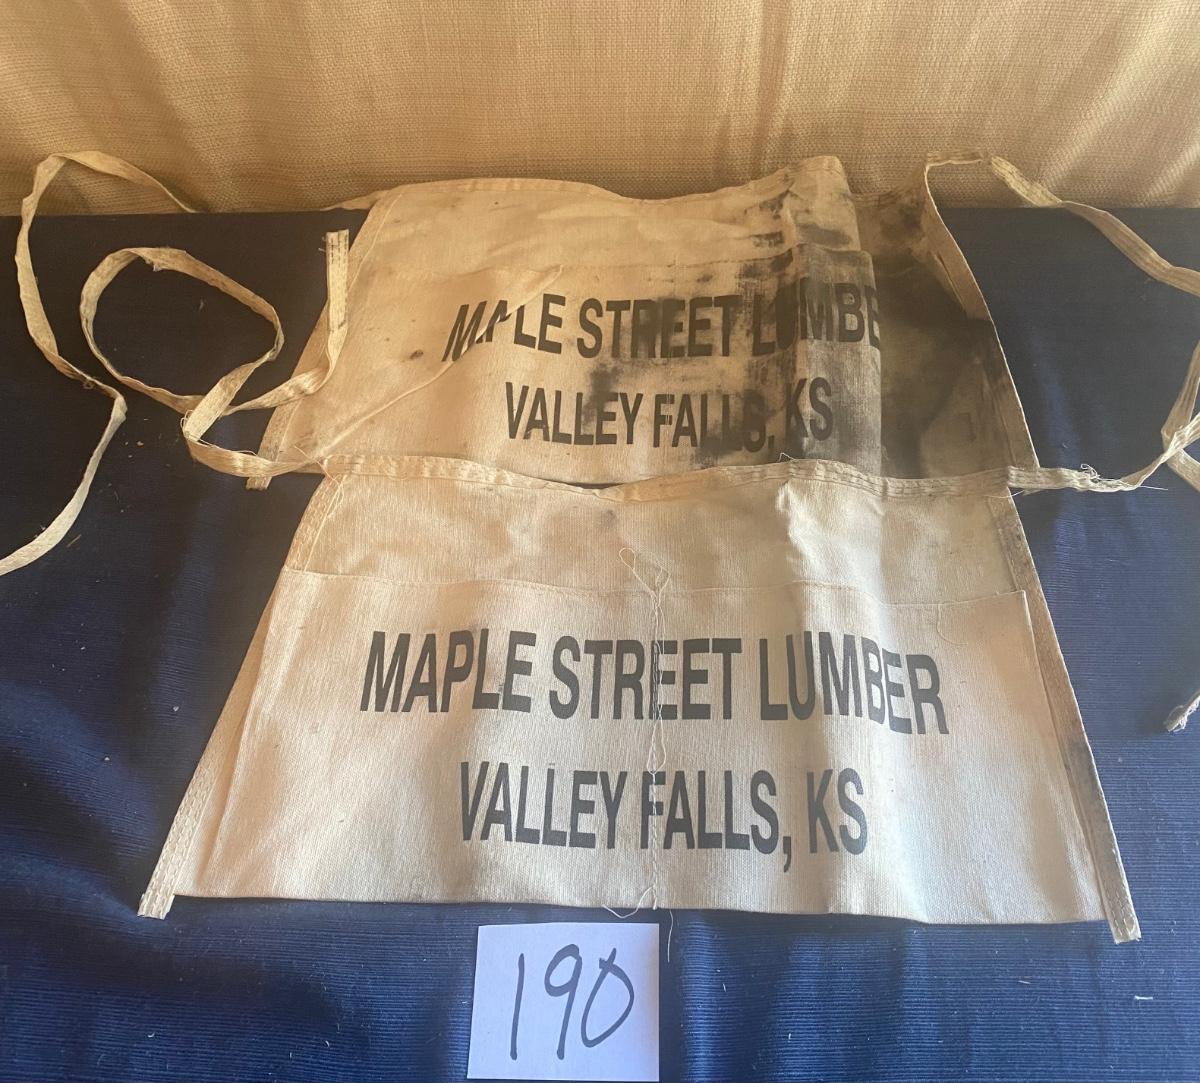 MAPLE STREET LUMBE
VALLEY FALLS, KS
MAPLE STREET LUMBER
VALLEY FALLS, KS
190